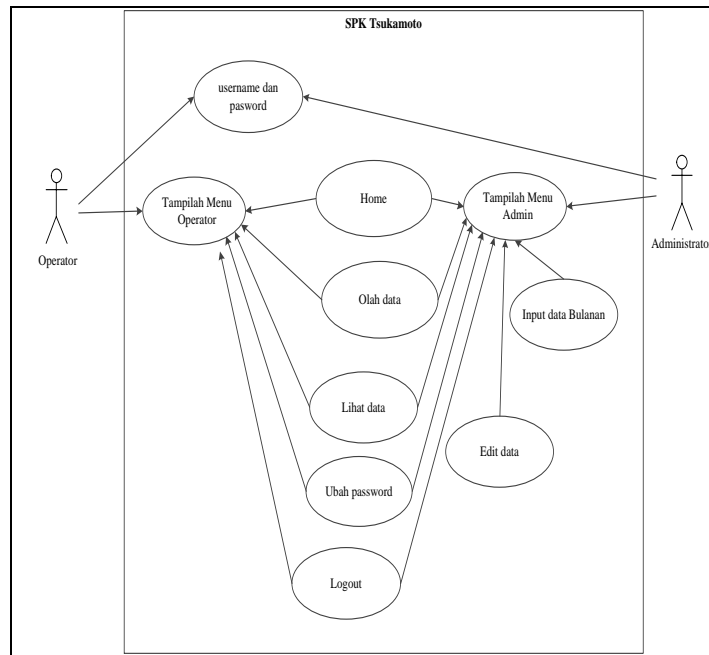 SPK Tsukamoto
username dan
pasword
Tampilah Menu
Operator
Home
Tampilah Menu
Admin
Operator
Administrato
Olah data
Input data Bulanan
Lihat data
Edit data
Ubah password
Logout